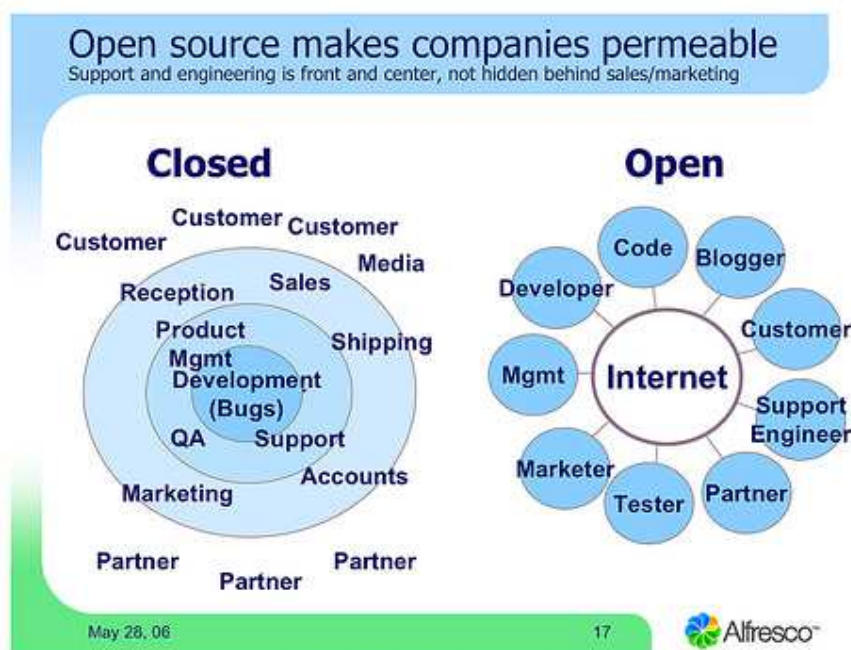 Open source makes companies permeable
Support and engineering is front and center, not hidden behind sales/marketing
Closed
Customer
Customer
Customer
Media
Reception
Sales
Product
Mgmt
Shipping
Development
(Bugs)
QA
Support
Accounts
Marketing
Partner
Partner
Partner
Open
Code
Blogger
Developer
Customer
Mgmt
Internet
Support
Engineer
Marketer
Tester
Partner
May 28, 06
17
Alfresco™